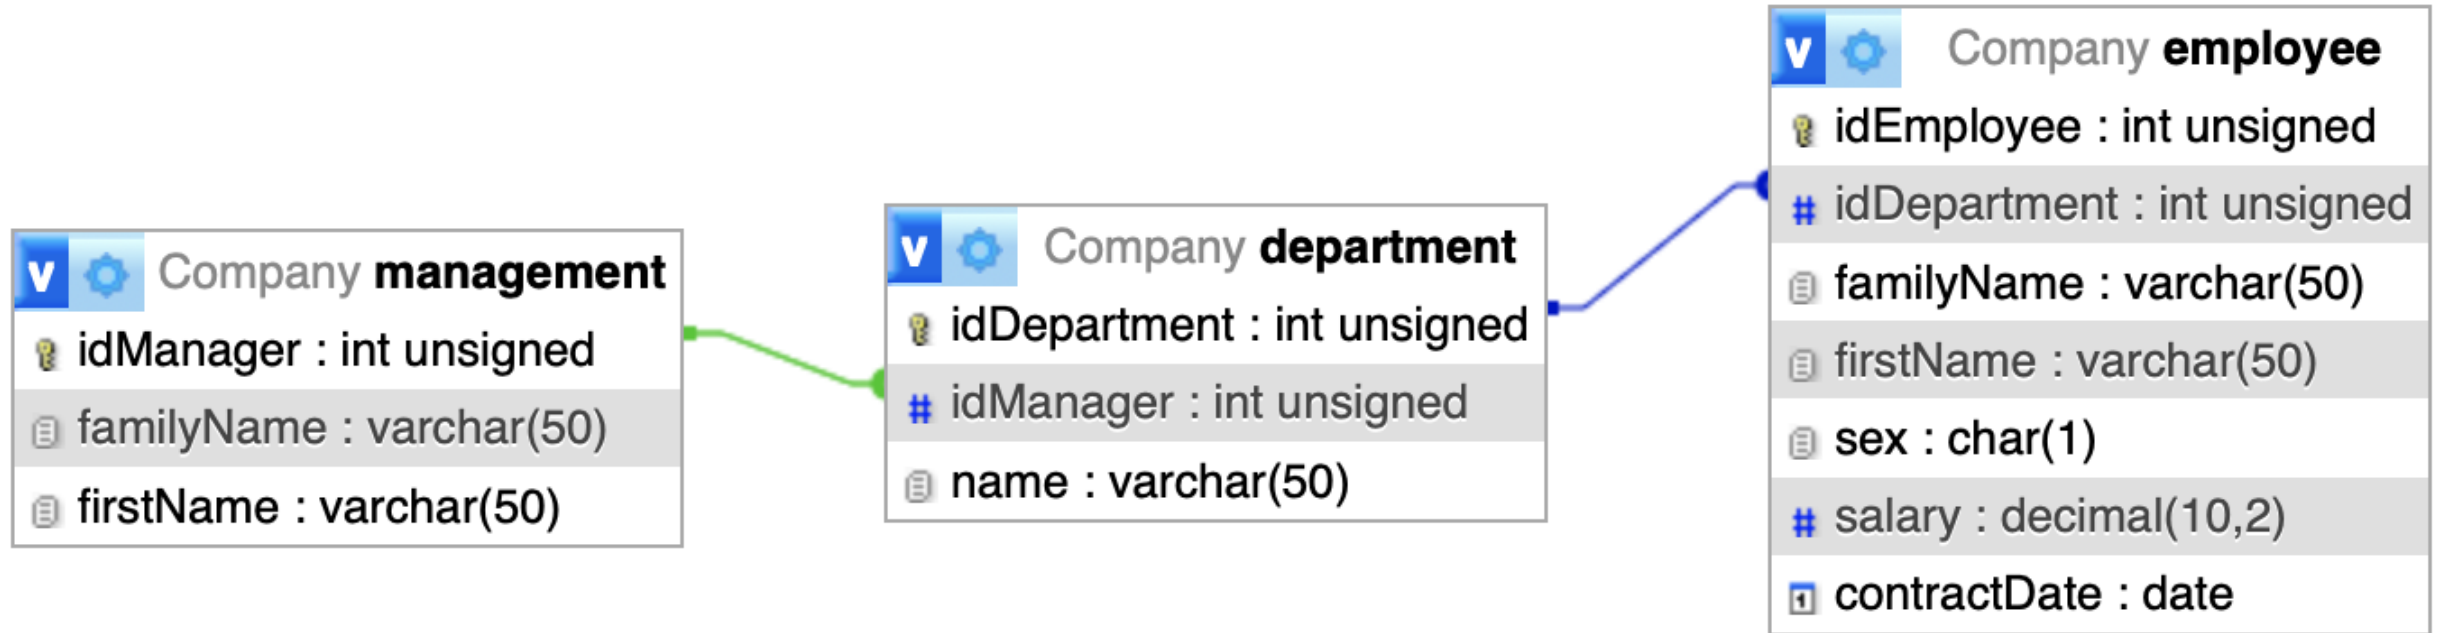 v Company management
idManager : int unsigned
familyName : varchar(50)
firstName : varchar(50)
v Company department
idDepartment : int unsigned
# idManager : int unsigned
name : varchar(50)
v Company employee
idEmployee : int unsigned
# idDepartment : int unsigned
familyName : varchar(50)
firstName : varchar(50)
sex : char(1)
# salary : decimal(10,2)
1 contractDate : date